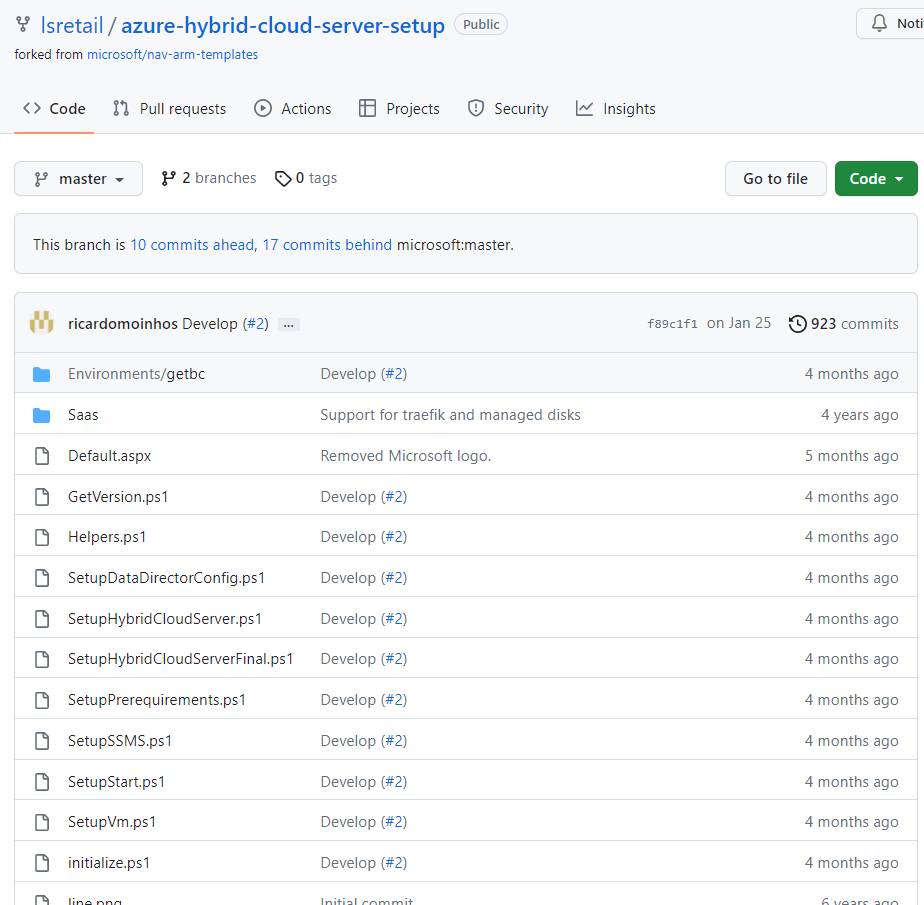 lsretail / azure-hybrid-cloud-server-setup Public Noti
forked from microsoft/nav-arm-templates
Code Pull requests Actions Projects Security Insights
master 2 branches 0 tags Go to file Code
This branch is 10 commits ahead, 17 commits behind microsoft:master.
ricardomoinhos Develop (#2) ... f89c1f1 on Jan 25 923 commits
Environments/getbc Develop (#2) 4 months ago
Saas Support for traefik and managed disks 4 years ago
Default.aspx Removed Microsoft logo. 5 months ago
GetVersion.ps1 Develop (#2) 4 months ago
Helpers.ps1 Develop (#2) 4 months ago
SetupDataDirectorConfig.ps1 Develop (#2) 4 months ago
SetupHybridCloudServer.ps1 Develop (#2) 4 months ago
SetupHybridCloudServerFinal.ps1 Develop (#2) 4 months ago
SetupPrerequirements.ps1 Develop (#2) 4 months ago
SetupSSMS.ps1 Develop (#2) 4 months ago
SetupStart.ps1 Develop (#2) 4 months ago
SetupVm.ps1 Develop (#2) 4 months ago
initialize.ps1 Develop (#2) 4 months ago
line.png Initial commit 6 years ago